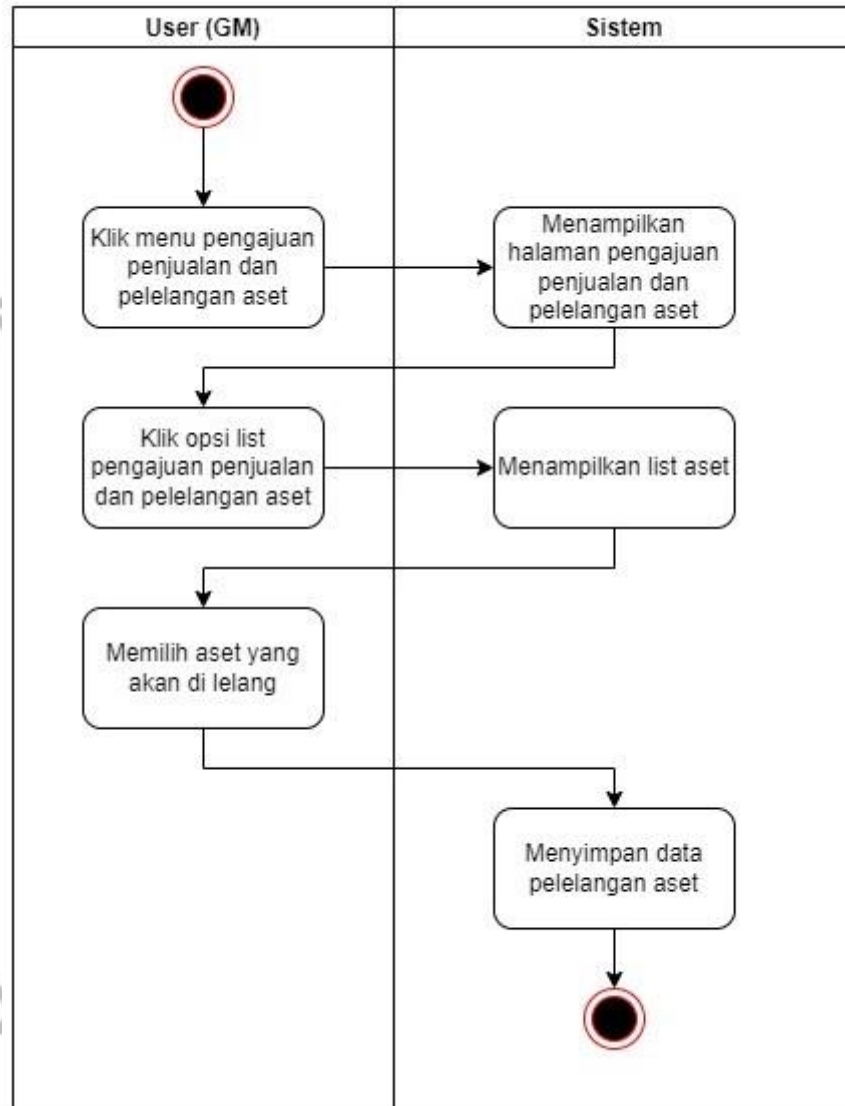 User (GM)
Sistem
Klik menu pengajuan
penjualan dan
pelelangan aset
Menampilkan
halaman pengajuan
penjualan dan
pelelangan aset
Klik opsi list
pengajuan penjualan
dan pelelangan aset
Menampilkan list aset
Memilih aset yang
akan di lelang
Menyimpan data
pelelangan aset